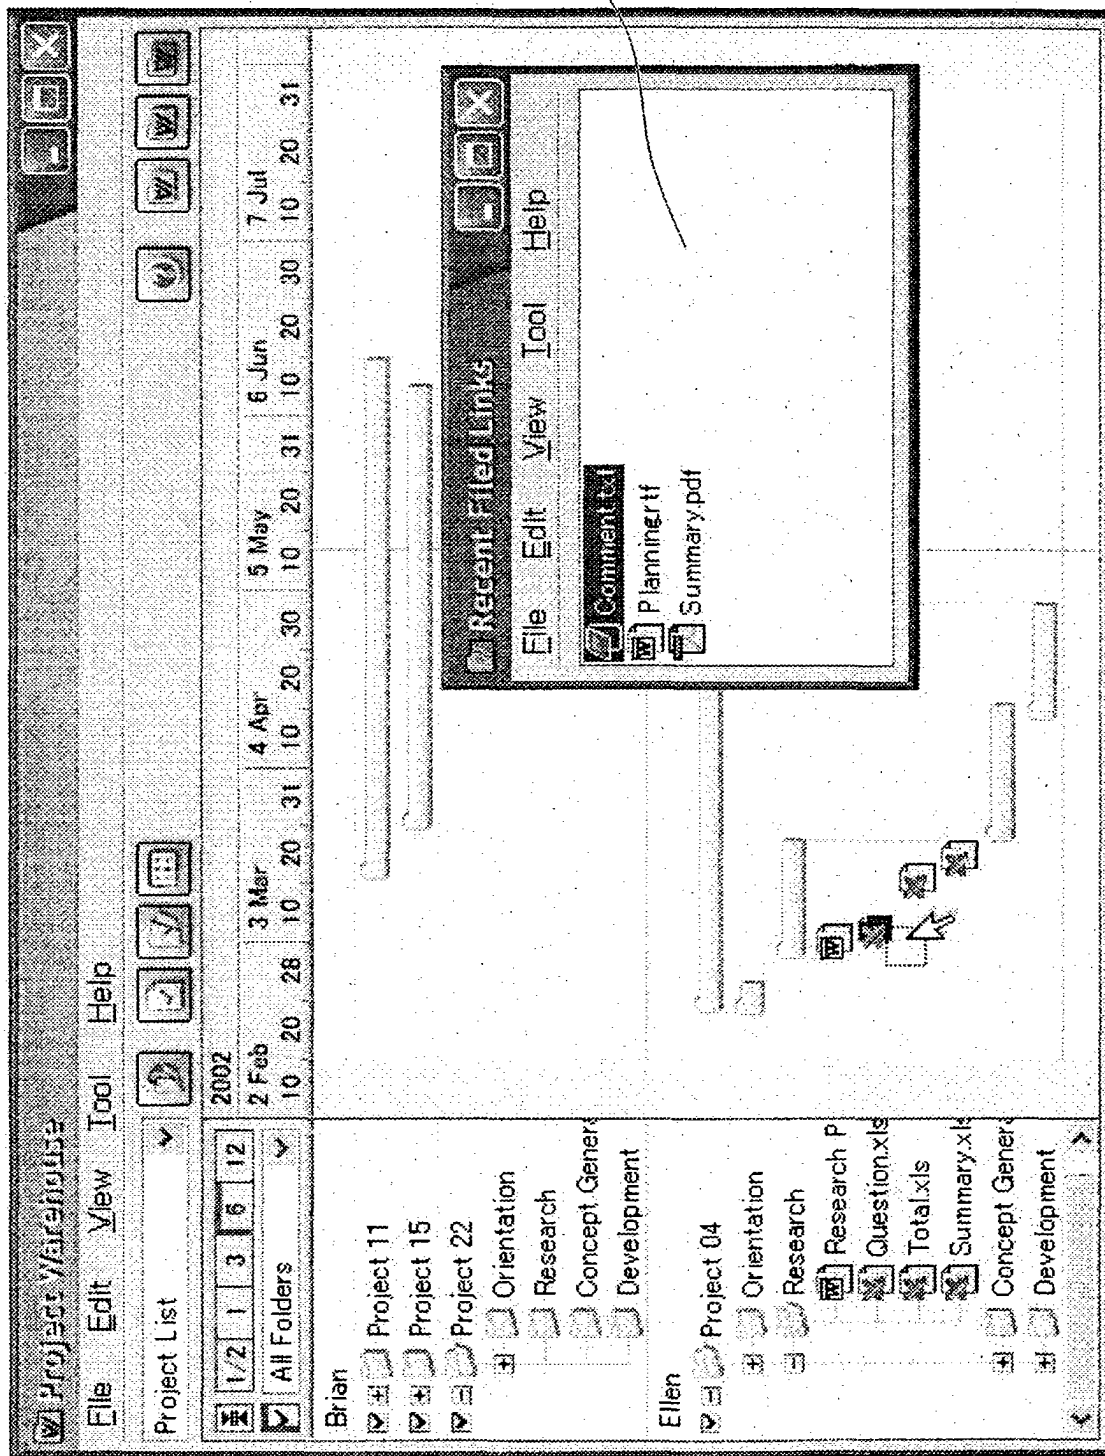 Project Warehouse
File Edit View Tool Help
Project List
1/2 1 3 6 12
2002
All Folders
2 Feb 3 Mar 4 Apr 5 May 6 Jun 7 Jul
10 20 28 10 20 31 10 20 30 10 20 31 10 20 30 10 20 31
Brian
Project 11
Project 15
Project 22
Orientation
Research
Concept Genera
Development
Ellen
Project 04
Orientation
Research
Research P
Question.xls
Total.xls
Summary.xls
Concept Genera
Development
Recent Filed Links
File Edit View Tool Help
Comment.txt
Planning.rtf
Summary.pdf